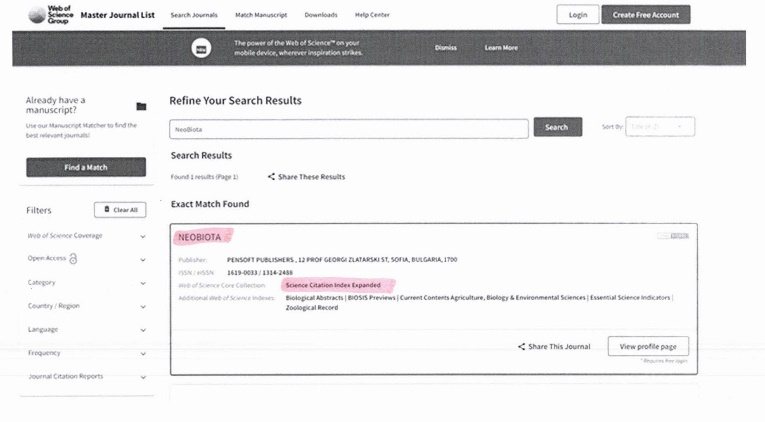 Web of Science Group
Master Journal List
Search Journals
Match Manuscript
Downloads
Help Center
Login
Create Free Account
The power of the Web of Science™ on your
mobile device, wherever inspiration strikes.
Dismiss
Learn More
Already have a
manuscript?
Use our Manuscript Matcher to find the
best relevant journals!
Find a Match
Filters
Clear All
Web of Science Coverage
Open Access
Category
Country / Region
Language
Frequency
Journal Citation Reports
Refine Your Search Results
NeoBiota
Search
Sort By:
Search Results
Found 1 results (Page 1)
Share These Results
Exact Match Found
NEOBIOTA
Publisher: PENSOFT PUBLISHERS , 12 PROF GEORGI ZLATARSKI ST, SOFIA, BULGARIA, 1700
ISSN / eISSN: 1619-0033 / 1314-2488
Web of Science Core Collection: Science Citation Index Expanded
Additional Web of Science Indexes: Biological Abstracts | BIOSIS Previews | Current Contents Agriculture, Biology & Environmental Sciences | Essential Science Indicators |
Zoological Record
Share This Journal
View profile page
* Requires free login